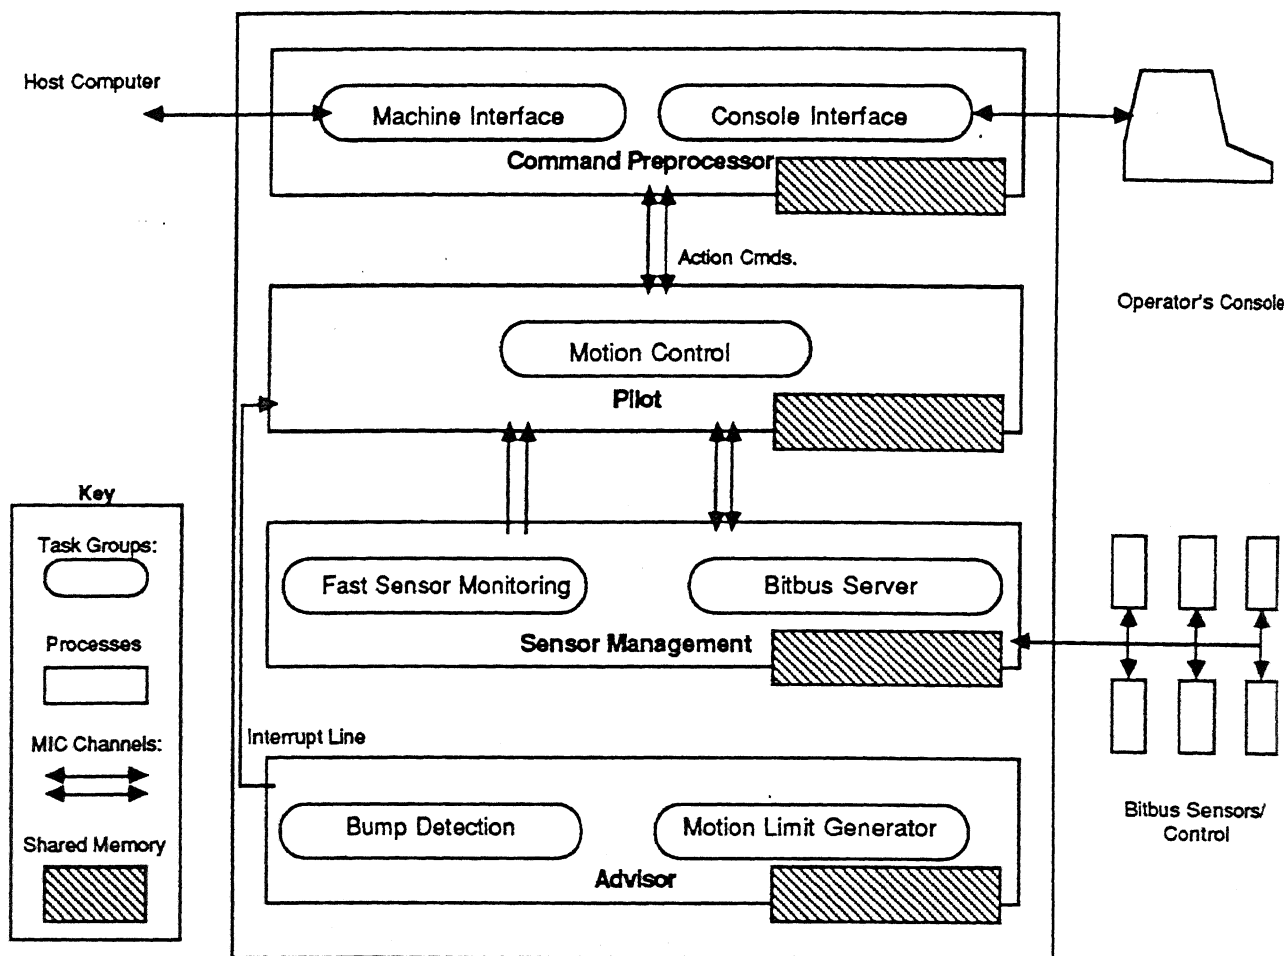 Host Computer
Machine Interface
Console Interface
Command Preprocessor
Action Cmds.
Operator's Console
Motion Control
Pilot
Key
Task Groups:
Processes
MIC Channels:
Shared Memory
Fast Sensor Monitoring
Bitbus Server
Sensor Management
Interrupt Line
Bump Detection
Motion Limit Generator
Advisor
Bitbus Sensors/
Control